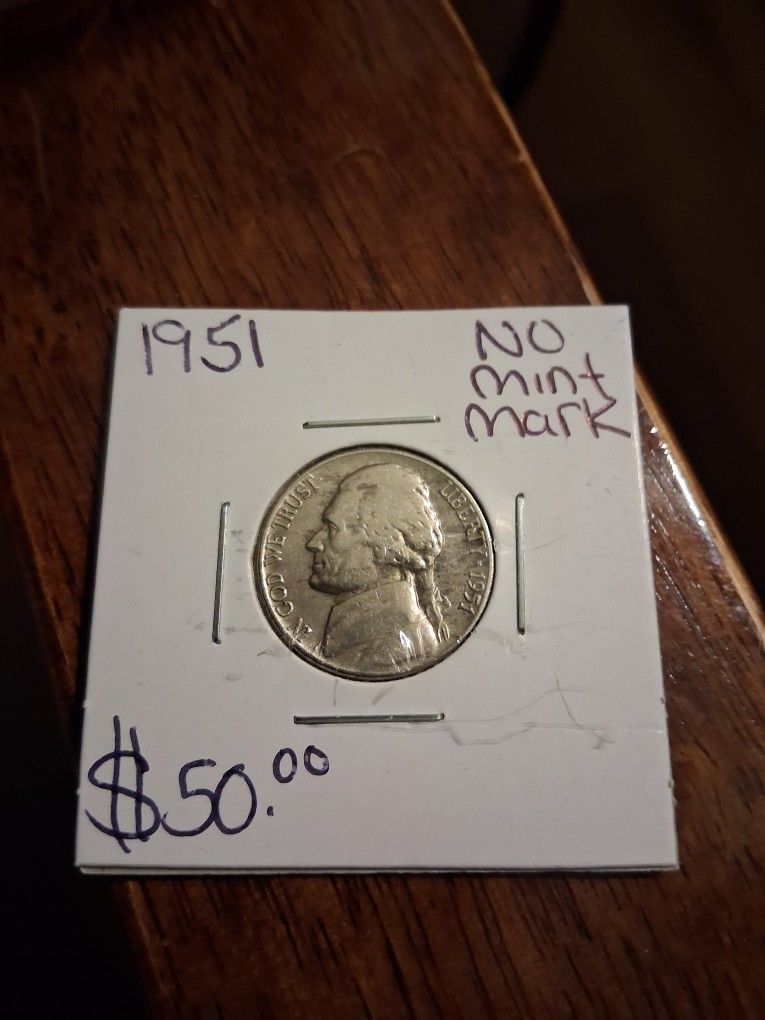 1951
NO
mint
mark
IN GOD WE TRUST
LIBERTY
1951
$50.00